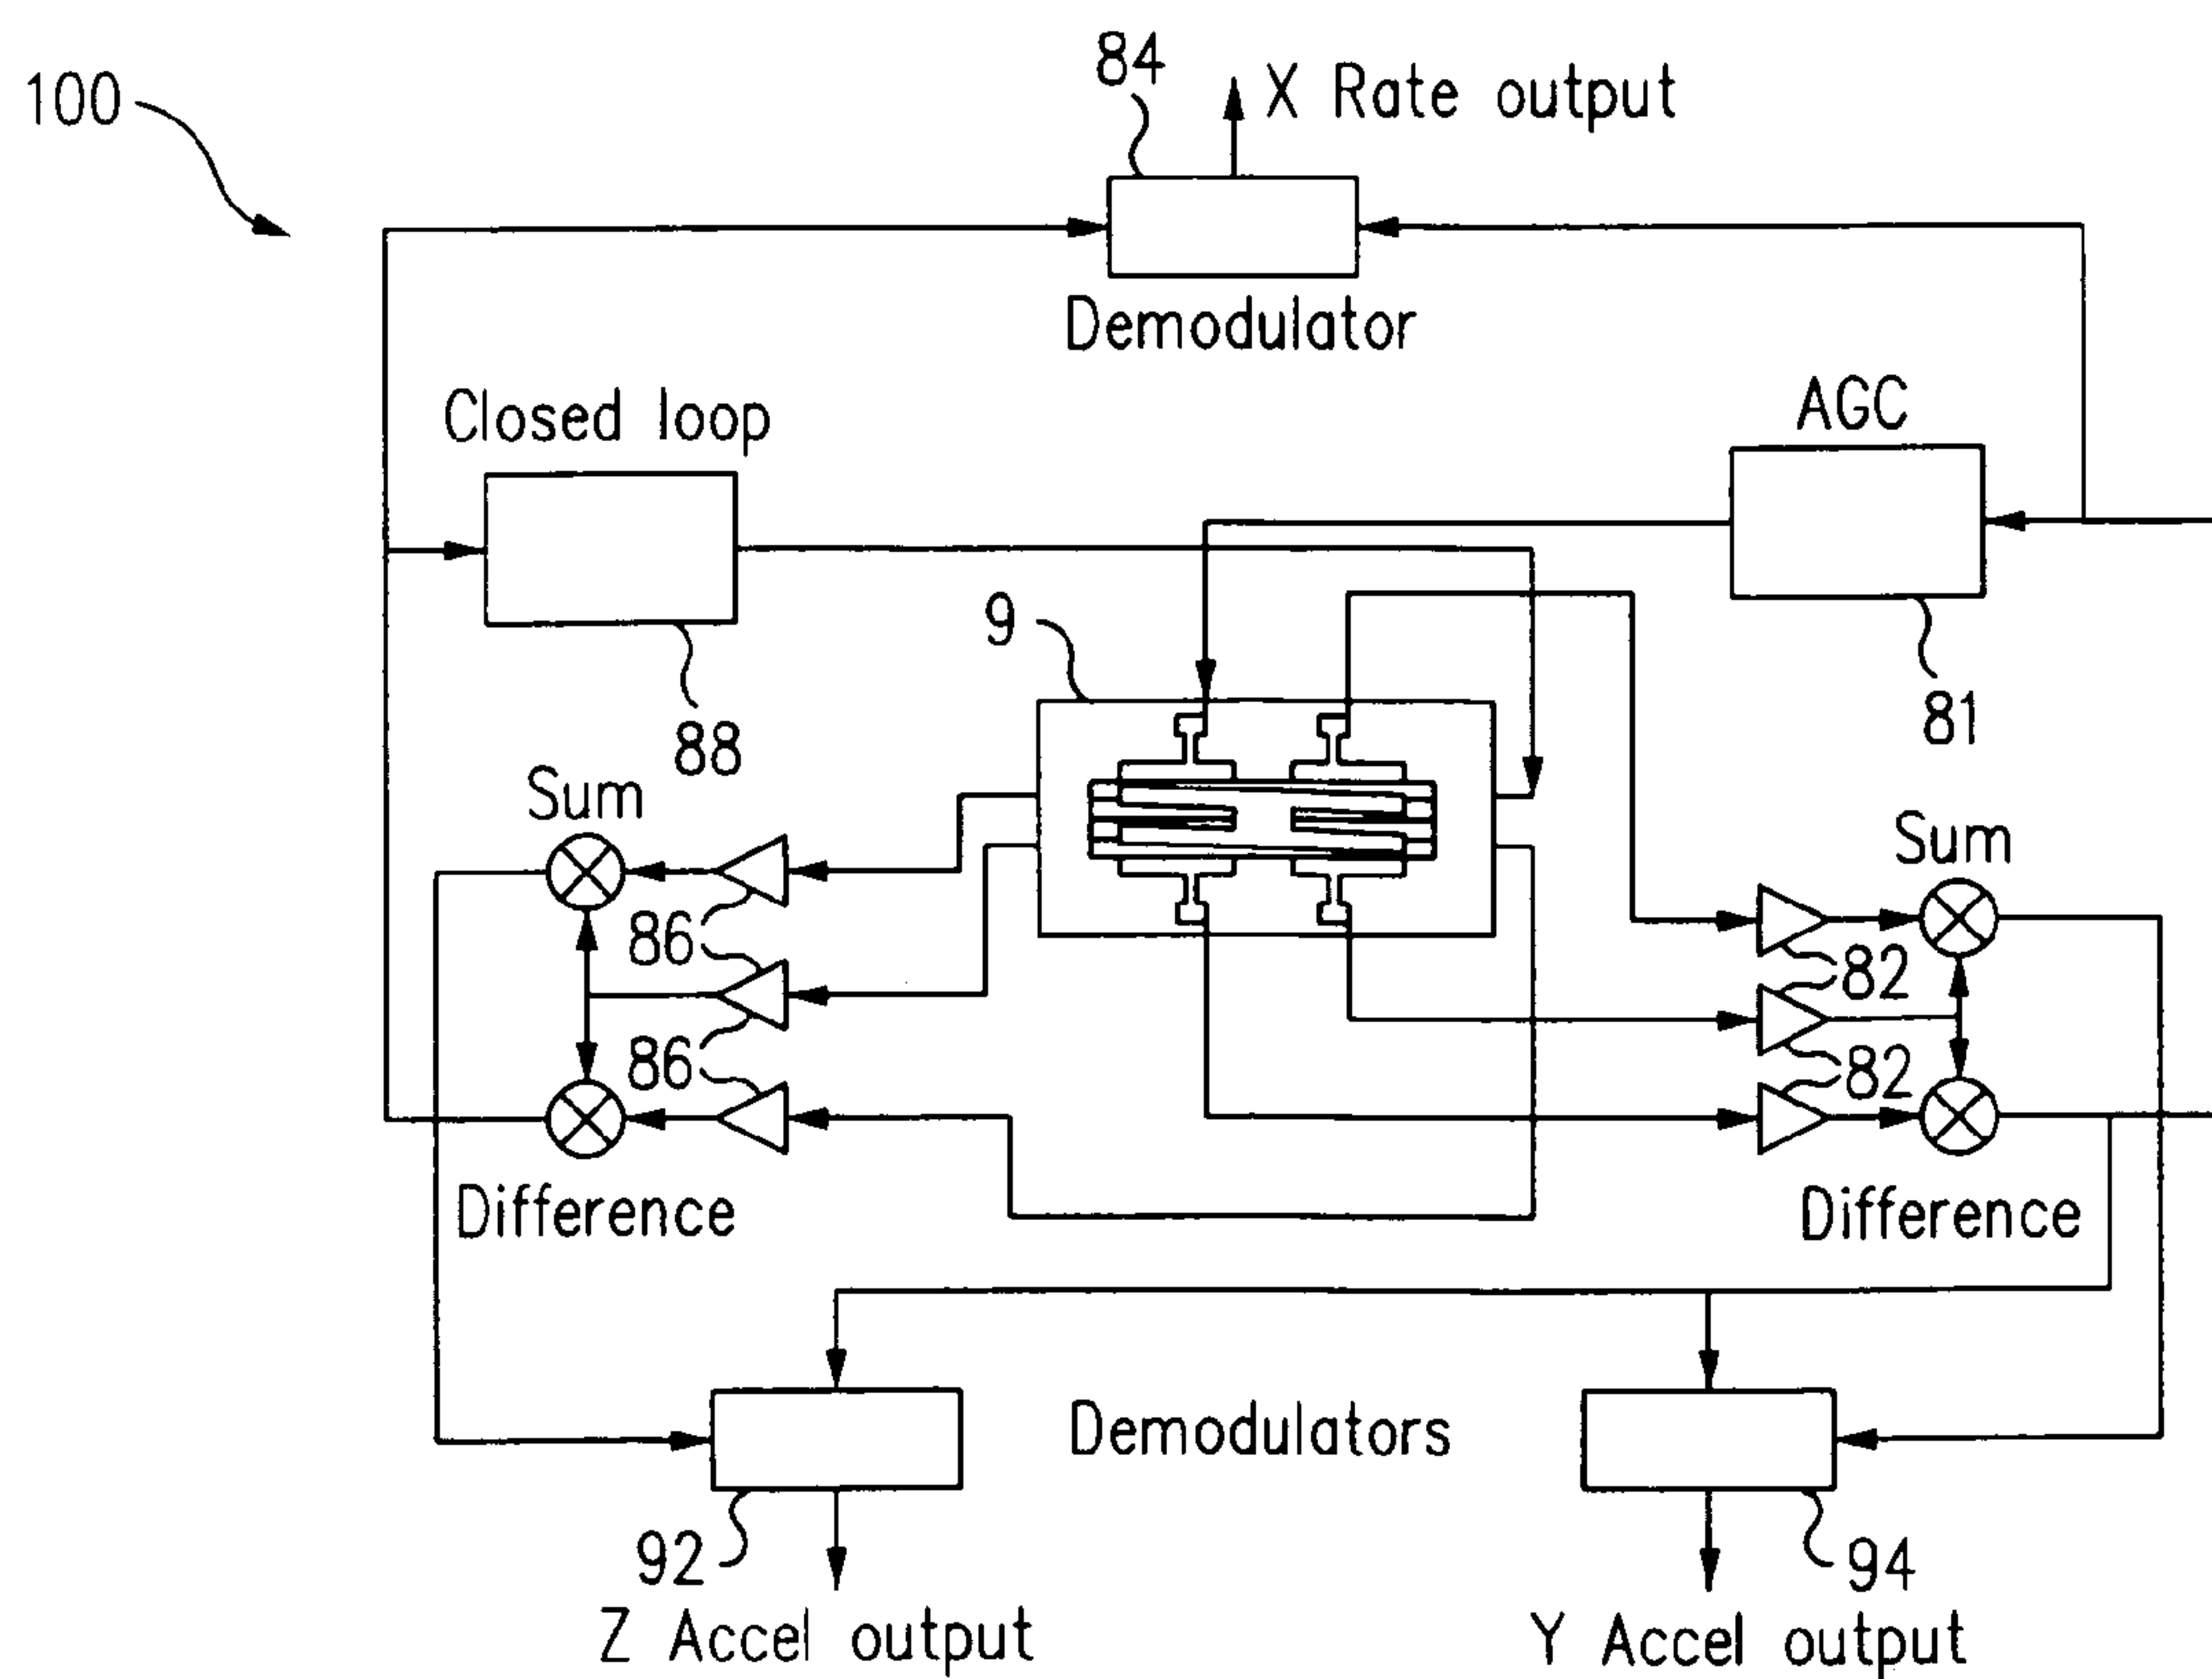 100
84
X Rate output
Demodulator
Closed loop
AGC
9
88
81
Sum
Sum
86
82
86
82
Difference
Difference
Demodulators
92
94
Z Accel output
Y Accel output